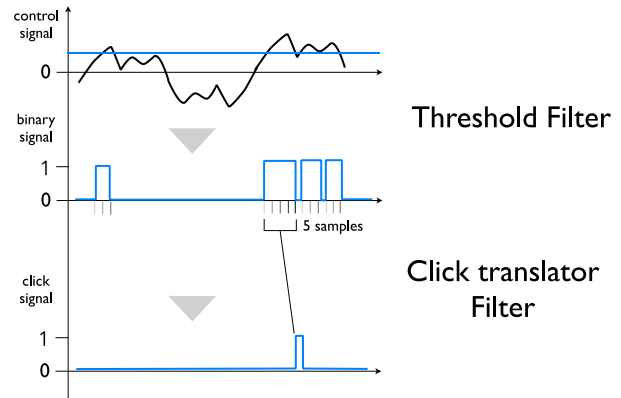 control
signal
0
Threshold Filter
binary
signal
1
0
5 samples
Click translator
Filter
click
signal
1
0